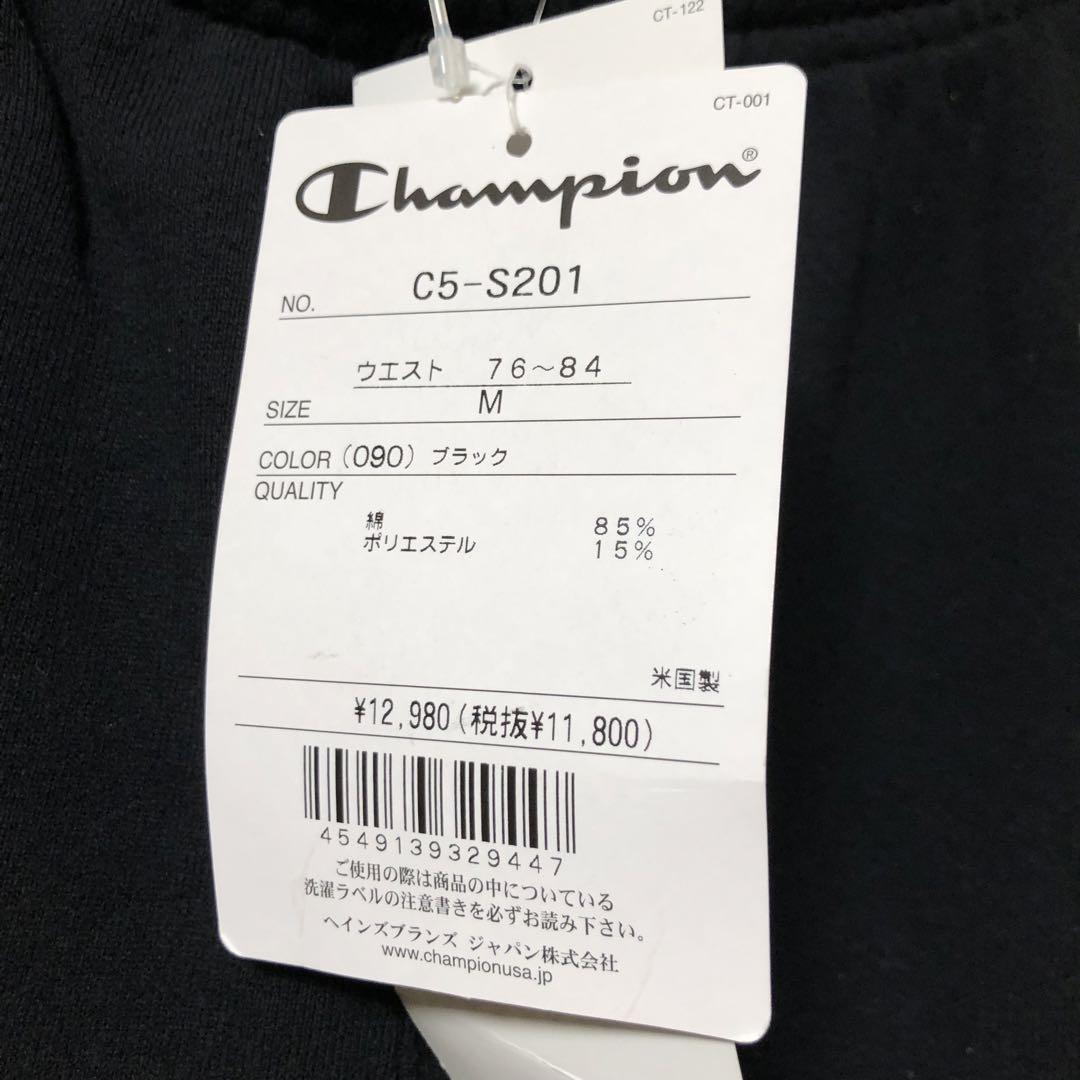 CT-122
CT-001
Champion®
NO. C5-S201
ウエスト 76～84
SIZE M
COLOR (090) ブラック
QUALITY
綿 85%
ポリエステル 15%
米国製
¥12,980(税抜¥11,800)
4549139329447
ご使用の際は商品の中についている
洗濯ラベルの注意書きを必ずお読み下さい。
ヘインズブランズ ジャパン株式会社
www.championusa.jp